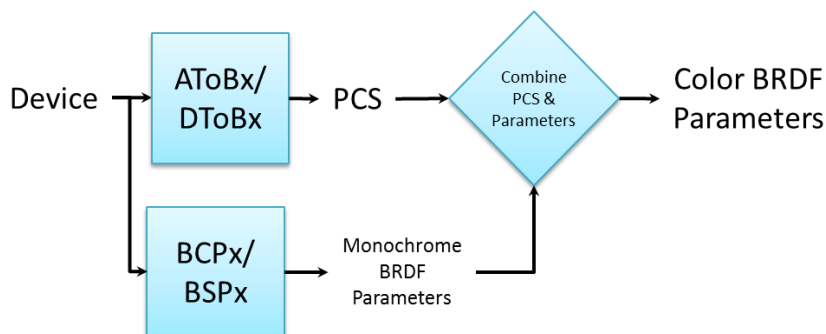 Device
AToBx/
DToBx
PCS
Combine
PCS &
Parameters
Color BRDF
Parameters
BCPx/
BSPx
Monochrome
BRDF
Parameters